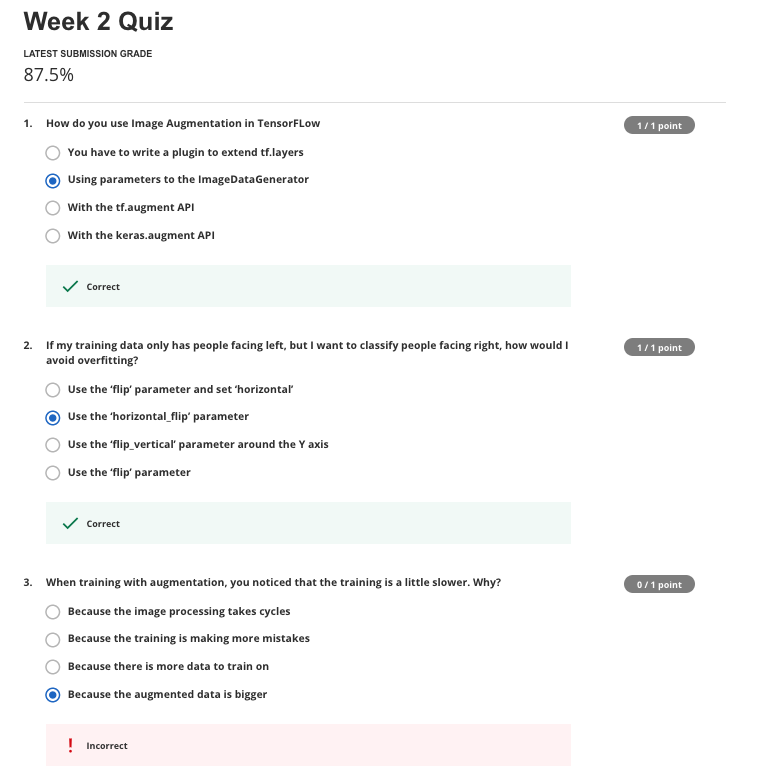 Week 2 Quiz
LATEST SUBMISSION GRADE
87.5%
1. How do you use Image Augmentation in TensorFLow
1 / 1 point
You have to write a plugin to extend tf.layers
Using parameters to the ImageDataGenerator
With the tf.augment API
With the keras.augment API
Correct
2. If my training data only has people facing left, but I want to classify people facing right, how would I
avoid overfitting?
1 / 1 point
Use the ‘flip’ parameter and set ‘horizontal’
Use the ‘horizontal_flip’ parameter
Use the ‘flip_vertical’ parameter around the Y axis
Use the ‘flip’ parameter
Correct
3. When training with augmentation, you noticed that the training is a little slower. Why?
0 / 1 point
Because the image processing takes cycles
Because the training is making more mistakes
Because there is more data to train on
Because the augmented data is bigger
Incorrect